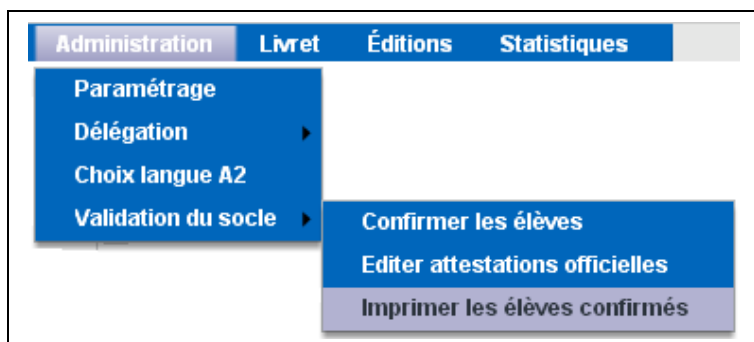 Administration Livret Éditions Statistiques
Paramétrage
Délégation
Choix langue A2
Validation du socle
Confirmer les élèves
Editer attestations officielles
Imprimer les élèves confirmés